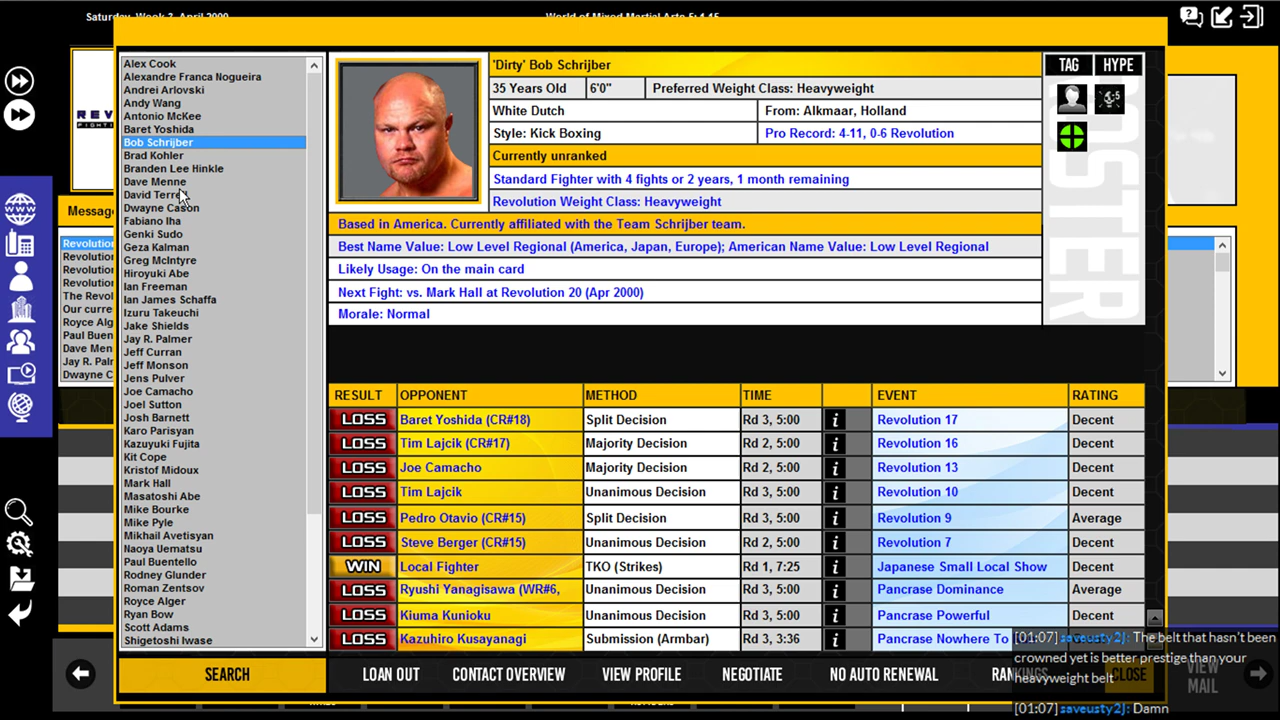 Saturday, Week 3, April 2000
World of Mixed Martial Arts 5: 4.15
REV
Message
Revolution
Revolution
Revolution
Revolution
The Revol
Our curre
Royce Alg
Paul Buen
Dave Men
Jay R. Palr
Dwayne C
Alex Cook
Alexandre Franca Nogueira
Andrei Arlovski
Andy Wang
Antonio McKee
Baret Yoshida
Bob Schrijber
Brad Kohler
Branden Lee Hinkle
Dave Menne
David Terr
Dwayne Cason
Fabiano Iha
Genki Sudo
Geza Kalman
Greg McIntyre
Hiroyuki Abe
Ian Freeman
Ian James Schaffa
Izuru Takeuchi
Jake Shields
Jay R. Palmer
Jeff Curran
Jeff Monson
Jens Pulver
Joe Camacho
Joel Sutton
Josh Barnett
Karo Parisyan
Kazuyuki Fujita
Kit Cope
Kristof Midoux
Mark Hall
Masatoshi Abe
Mike Bourke
Mike Pyle
Mikhail Avetisyan
Naoya Uematsu
Paul Buentello
Rodney Glunder
Roman Zentsov
Royce Alger
Ryan Bow
Scott Adams
Shigetoshi Iwase
SEARCH
'Dirty' Bob Schrijber
35 Years Old 6'0" Preferred Weight Class: Heavyweight
White Dutch From: Alkmaar, Holland
Style: Kick Boxing Pro Record: 4-11, 0-6 Revolution
Currently unranked
Standard Fighter with 4 fights or 2 years, 1 month remaining
Revolution Weight Class: Heavyweight
Based in America. Currently affiliated with the Team Schrijber team.
Best Name Value: Low Level Regional (America, Japan, Europe); American Name Value: Low Level Regional
Likely Usage: On the main card
Next Fight: vs. Mark Hall at Revolution 20 (Apr 2000)
Morale: Normal
TAG HYPE
-5
ROSTER
RESULT OPPONENT METHOD TIME EVENT RATING
LOSS Baret Yoshida (CR#18) Split Decision Rd 3, 5:00 i Revolution 17 Decent
LOSS Tim Lajcik (CR#17) Majority Decision Rd 2, 5:00 i Revolution 16 Decent
LOSS Joe Camacho Majority Decision Rd 2, 5:00 i Revolution 13 Decent
LOSS Tim Lajcik Unanimous Decision Rd 3, 5:00 i Revolution 10 Decent
LOSS Pedro Otavio (CR#15) Split Decision Rd 3, 5:00 i Revolution 9 Average
LOSS Steve Berger (CR#15) Unanimous Decision Rd 2, 5:00 i Revolution 7 Decent
WIN Local Fighter TKO (Strikes) Rd 1, 7:25 i Japanese Small Local Show Decent
LOSS Ryushi Yanagisawa (WR#6, Unanimous Decision Rd 3, 5:00 i Pancrase Dominance Average
LOSS Kiuma Kunioku Unanimous Decision Rd 3, 5:00 i Pancrase Powerful Decent
LOSS Kazuhiro Kusayanagi Submission (Armbar) Rd 3, 3:36 i Pancrase Nowhere To
LOAN OUT CONTACT OVERVIEW VIEW PROFILE NEGOTIATE NO AUTO RENEWAL RANKINGS CLOSE
VIEW MAIL
[01:07] saveusty2J: The belt that hasn't been
crowned yet is better prestige than your
heavyweight belt
[01:07] saveusty2J: Damn